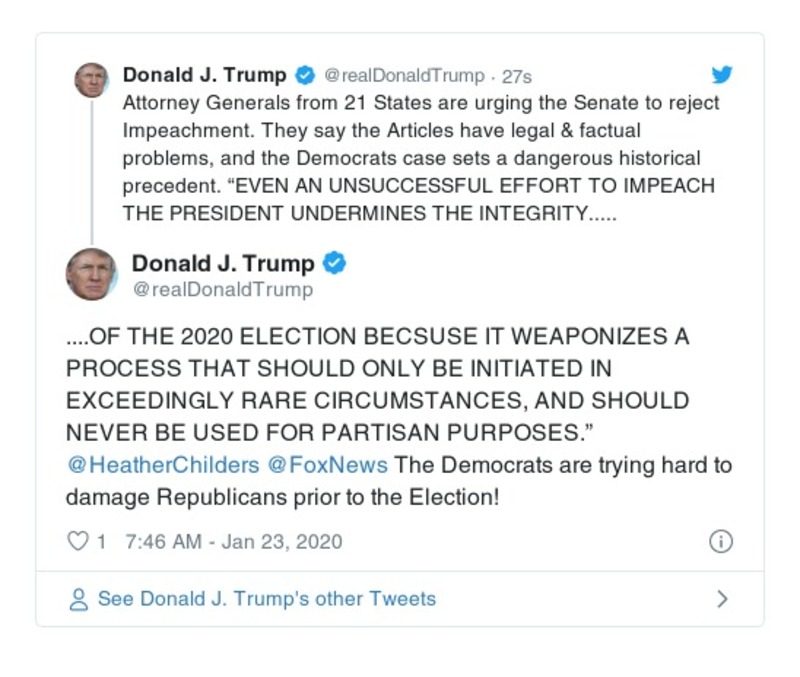 Donald J. Trump @realDonaldTrump · 27s
Attorney Generals from 21 States are urging the Senate to reject
Impeachment. They say the Articles have legal & factual
problems, and the Democrats case sets a dangerous historical
precedent. “EVEN AN UNSUCCESSFUL EFFORT TO IMPEACH
THE PRESIDENT UNDERMINES THE INTEGRITY.....
Donald J. Trump
@realDonaldTrump
....OF THE 2020 ELECTION BECSUSE IT WEAPONIZES A
PROCESS THAT SHOULD ONLY BE INITIATED IN
EXCEEDINGLY RARE CIRCUMSTANCES, AND SHOULD
NEVER BE USED FOR PARTISAN PURPOSES.”
@HeatherChilders @FoxNews The Democrats are trying hard to
damage Republicans prior to the Election!
1 7:46 AM - Jan 23, 2020
See Donald J. Trump's other Tweets